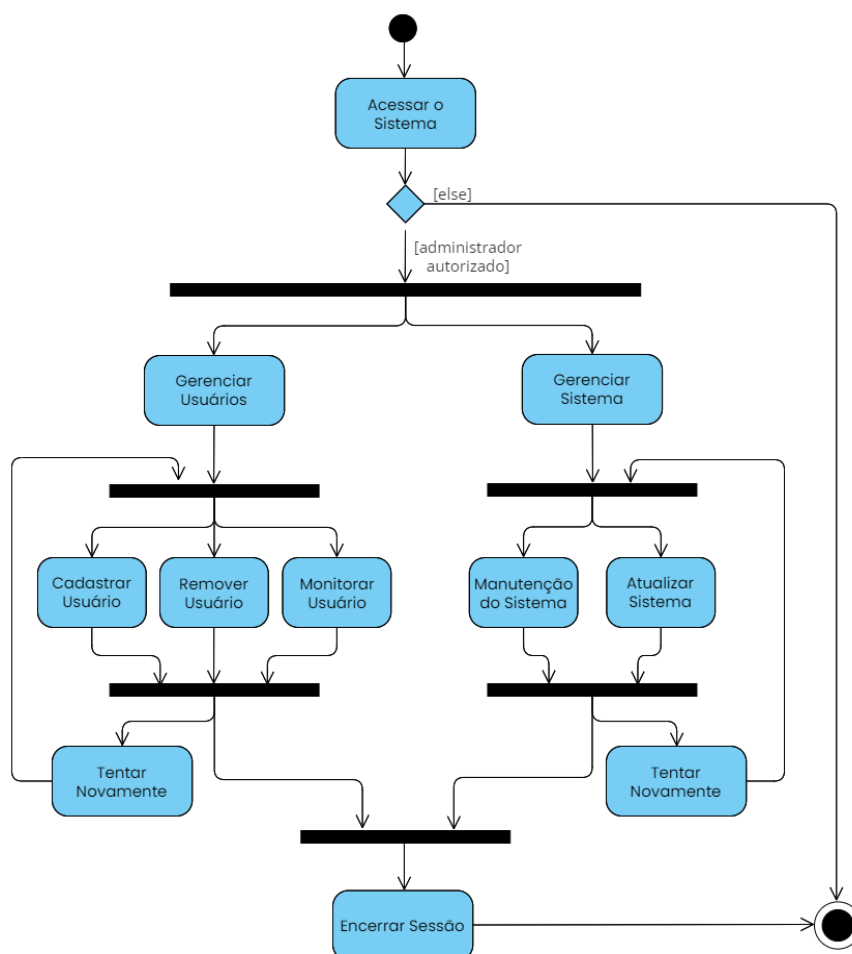 Acessar o
Sistema
[else]
[administrador
autorizado]
Gerenciar
Usuários
Gerenciar
Sistema
Cadastrar
Usuário
Remover
Usuário
Monitorar
Usuário
Manutenção
do Sistema
Atualizar
Sistema
Tentar
Novamente
Tentar
Novamente
Encerrar Sessão